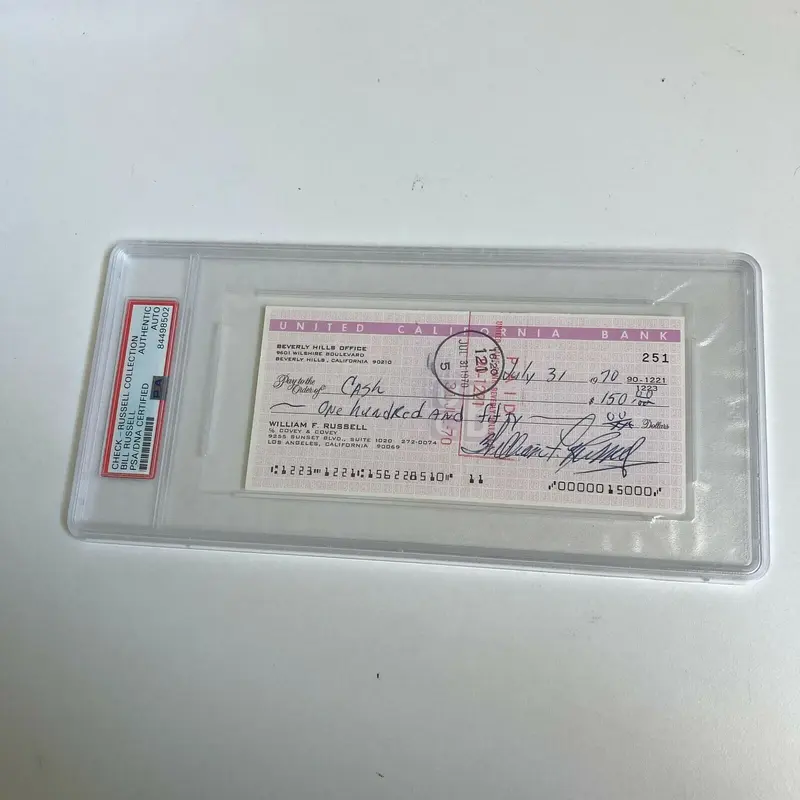 CHECK - RUSSELL COLLECTION
BILL RUSSELL
PSA/DNA CERTIFIED
AUTHENTIC
AUTO
84498502
PSA
UNITED CALIFORNIA BANK
BEVERLY HILLS OFFICE
9601 WILSHIRE BOULEVARD
BEVERLY HILLS, CALIFORNIA 90210
251
July 31 1970
90-1221
1223
Pay to the
Order of Cash
$ 150.00
One hundred and fifty 00 Dollars
WILLIAM F. RUSSELL
% COVEY & COVEY
9255 SUNSET BLVD., SUITE 1020 272-0074
LOS ANGELES, CALIFORNIA 90069
William F. Russell
1223 1221 156228510 11
0000015000
JUL 31 1970
PAID